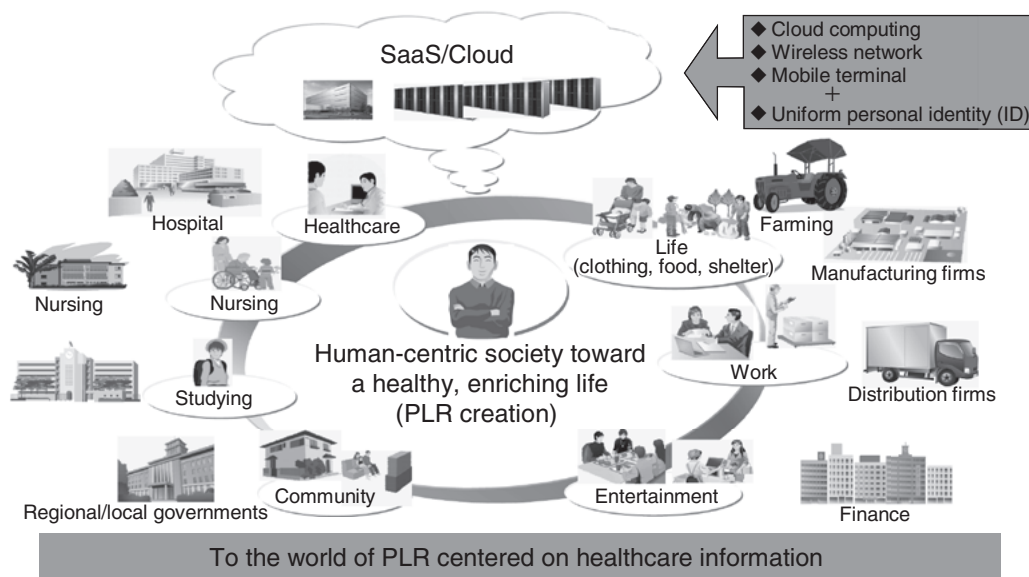 SaaS/Cloud
◆ Cloud computing
◆ Wireless network
◆ Mobile terminal
+
◆ Uniform personal identity (ID)
Hospital
Healthcare
Life
(clothing, food, shelter)
Farming
Manufacturing firms
Nursing
Nursing
Human-centric society toward
a healthy, enriching life
(PLR creation)
Work
Distribution firms
Studying
Regional/local governments
Community
Entertainment
Finance
To the world of PLR centered on healthcare information